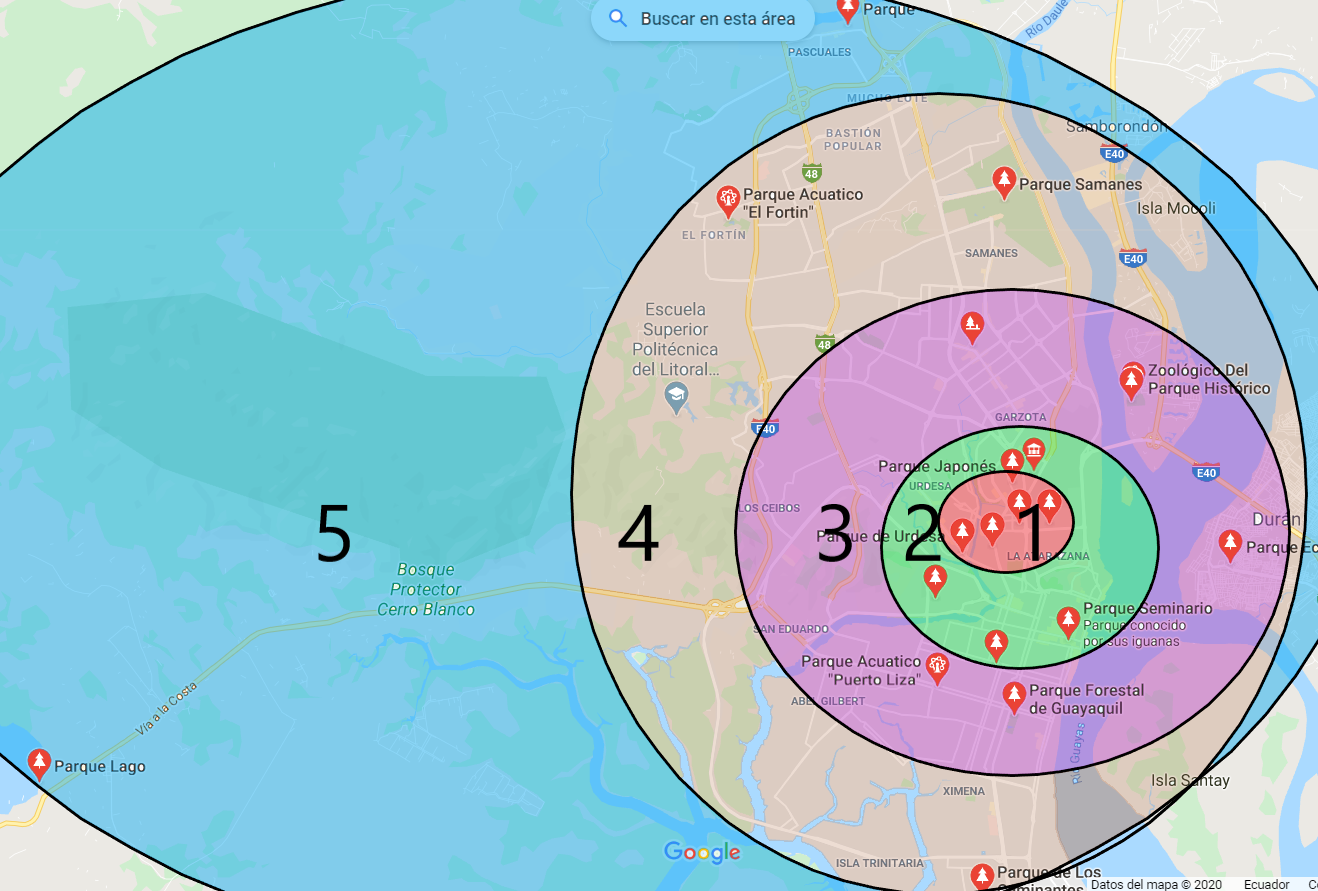 Buscar en esta área
Parque
Río Daule
PASCUALES
MUCHO LOTE
Samborondón
BASTIÓN
POPULAR
E40
48
Parque Samanes
Parque Acuatico
"El Fortin"
Isla Mocoli
EL FORTÍN
SAMANES
E40
Escuela
Superior
Politécnica
del Litoral...
48
Zoológico Del
Parque Histórico
GARZOTA
E40
Parque Japonés
E40
URDESA
LOS CEIBOS
5
4
3
2
1
Parque de Urdesa
LA ATARAZANA
Durán
Parque Ec
Bosque
Protector
Cerro Blanco
Parque Seminario
Parque conocido
por sus iguanas
SAN EDUARDO
Parque Acuatico
"Puerto Liza"
Vía a la Costa
Parque Forestal
de Guayaquil
ABEL GILBERT
Río Guayas
Parque Lago
Isla Santay
XIMENA
Google
ISLA TRINITARIA
Parque de Los
Caminantes
Datos del mapa © 2020
Ecuador